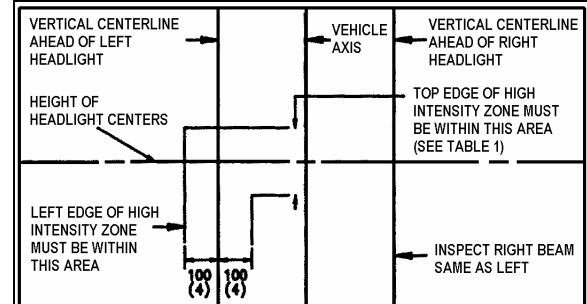 VERTICAL CENTERLINE
AHEAD OF LEFT
HEADLIGHT
VEHICLE
AXIS
VERTICAL CENTERLINE
AHEAD OF RIGHT
HEADLIGHT
HEIGHT OF
HEADLIGHT CENTERS
TOP EDGE OF HIGH
INTENSITY ZONE MUST
BE WITHIN THIS AREA
(SEE TABLE 1)
LEFT EDGE OF HIGH
INTENSITY ZONE
MUST BE WITHIN
THIS AREA
100 100
(4) (4)
INSPECT RIGHT BEAM
SAME AS LEFT